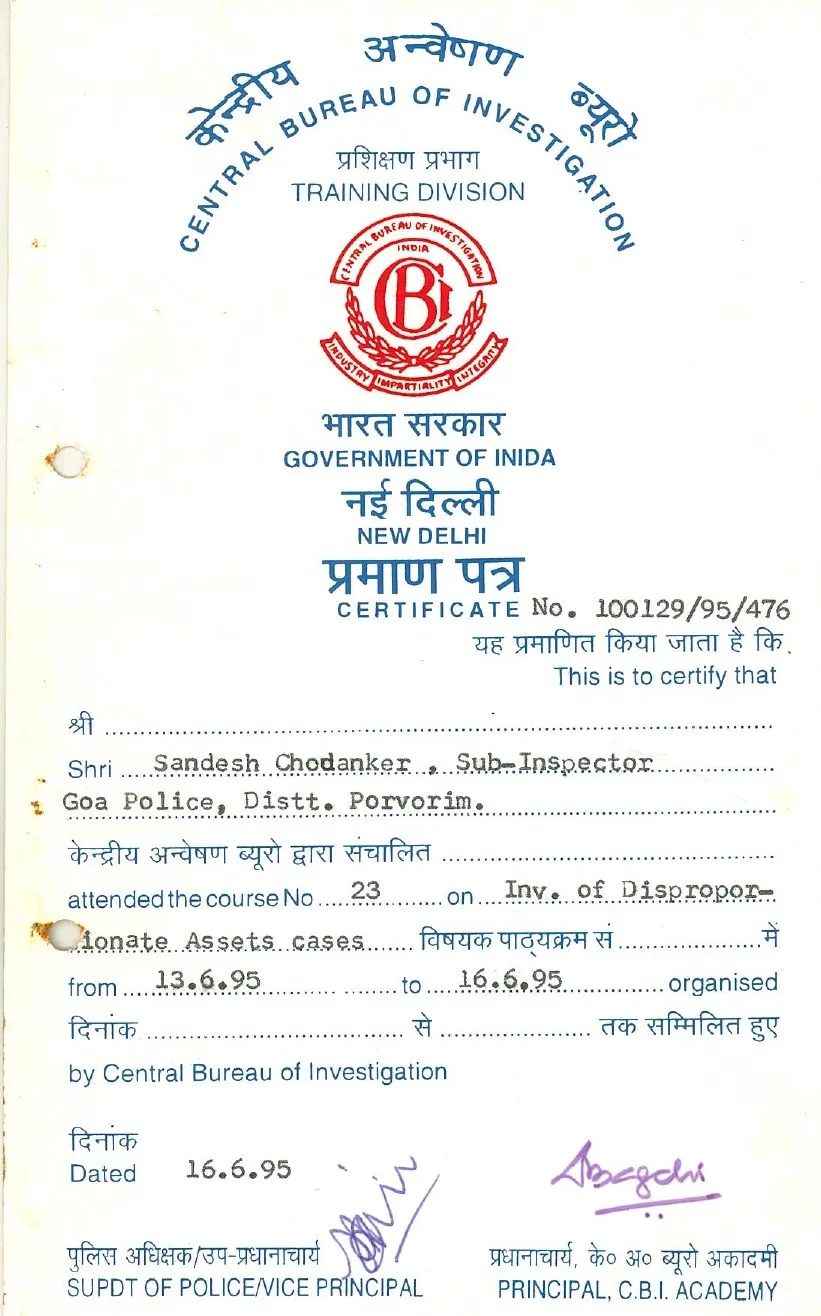 केन्द्रीय अन्वेषण ब्यूरो
CENTRAL BUREAU OF INVESTIGATION
प्रशिक्षण प्रभाग
TRAINING DIVISION
CENTRAL BUREAU OF INVESTIGATION
INDIA
CBI
INDUSTRY IMPARTIALITY INTEGRITY
भारत सरकार
GOVERNMENT OF INIDA
नई दिल्ली
NEW DELHI
प्रमाण पत्र
CERTIFICATE No. 100129/95/476
यह प्रमाणित किया जाता है कि.
This is to certify that
श्री ........................................
Shri ..... Sandesh Chodanker , Sub-Inspector ..........
Goa Police, Distt. Porvorim.
केन्द्रीय अन्वेषण ब्यूरो द्वारा संचालित ........................................
attended the course No ..... 23 ......... on .... Inv. of Dispropor-
ionate Assets cases ...... विषयक पाठ्यक्रम सं .................... में
from ..... 13.6.95 ......... to ..... 16.6.95 ............... organised
दिनांक ........................................ से ....................... तक सम्मिलित हुए
by Central Bureau of Investigation
दिनांक
Dated 16.6.95
पुलिस अधिक्षक/उप-प्रधानाचार्य प्रधानाचार्य, के० अ० ब्यूरो अकादमी
SUPDT OF POLICE/VICE PRINCIPAL PRINCIPAL, C.B.I. ACADEMY